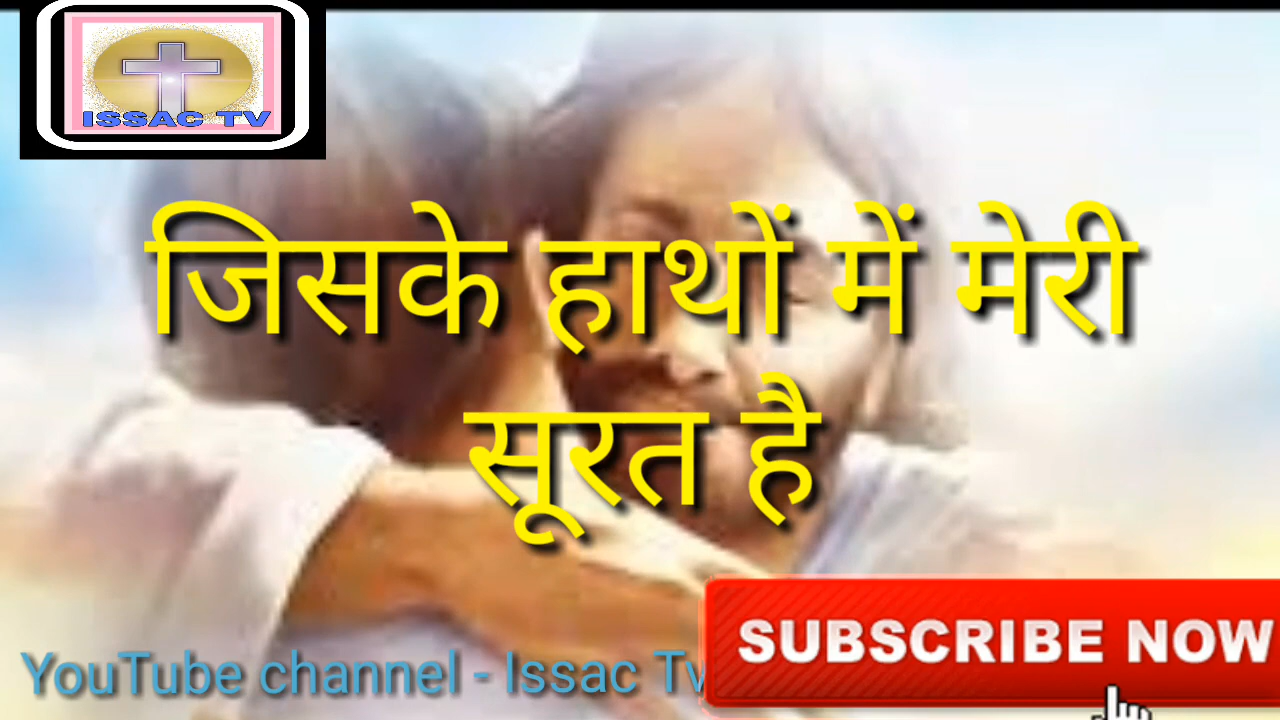 ISSAC TV
जिसके हाथों में मेरी
सूरत है
SUBSCRIBE NOW
YouTube channel - Issac Tv